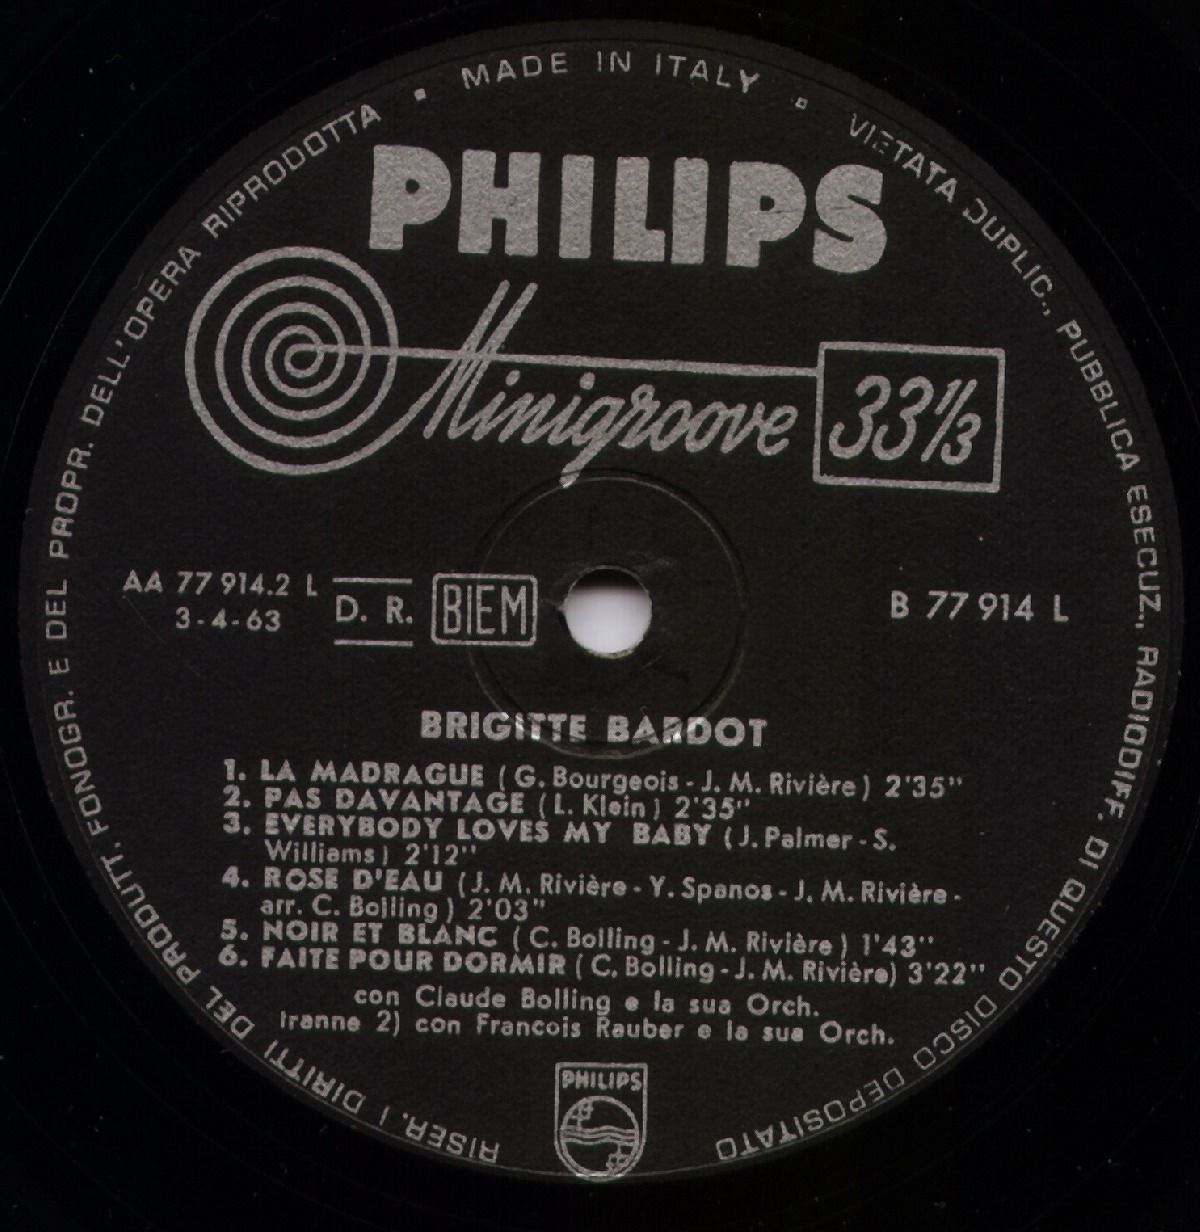 MADE IN ITALY
VIETATA DUPLIC., PUBBLICA ESECUZ., RADIODIFF. DI QUESTO DISCO DEPOSITATO
RISER. I DIRITTI DEL PRODUTT. FONOGR. E DEL PROPR. DELL'OPERA RIPRODOTTA
PHILIPS
Minigroove 33 1/3
AA 77 914.2 L
3-4-63
D. R.
BIEM
B 77 914 L
BRIGITTE BARDOT
1. LA MADRAGUE (G. Bourgeois - J. M. Rivière) 2'35"
2. PAS DAVANTAGE (L. Klein) 2'35"
3. EVERYBODY LOVES MY BABY (J. Palmer - S.
Williams) 2'12"
4. ROSE D'EAU (J. M. Rivière - Y. Spanos - J. M. Rivière -
arr. C. Bolling) 2'03"
5. NOIR ET BLANC (C. Bolling - J. M. Rivière) 1'43"
6. FAITE POUR DORMIR (C. Bolling - J. M. Rivière) 3'22"
con Claude Bolling e la sua Orch.
tranne 2) con Francois Rauber e la sua Orch.
PHILIPS